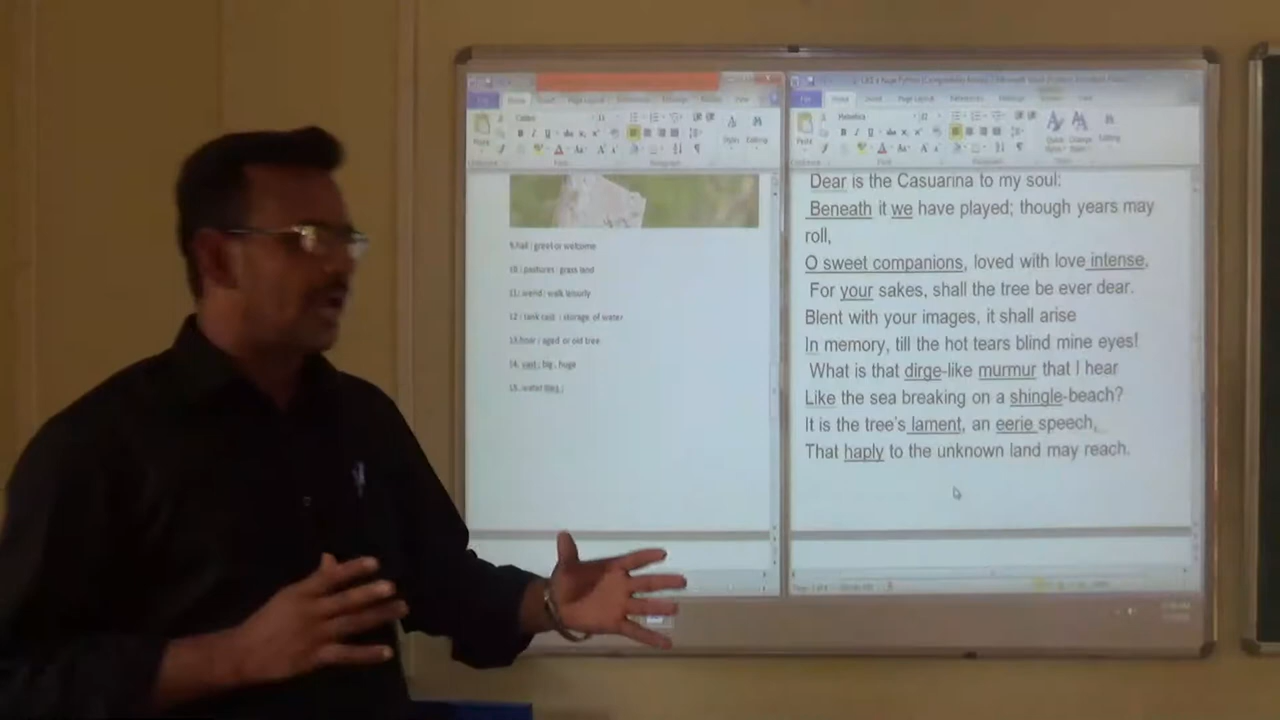 9.hail : greet or welcome
10 : pastures : grass land
11 : wend : walk leisurly
12 : tank cast : storage of water
13.hoar : aged or old tree
14. vast : big , huge
15. water lilies :
Dear is the Casuarina to my soul:
Beneath it we have played; though years may
roll,
O sweet companions, loved with love intense,
For your sakes, shall the tree be ever dear.
Blent with your images, it shall arise
In memory, till the hot tears blind mine eyes!
What is that dirge-like murmur that I hear
Like the sea breaking on a shingle-beach?
It is the tree's lament, an eerie speech,
That haply to the unknown land may reach.